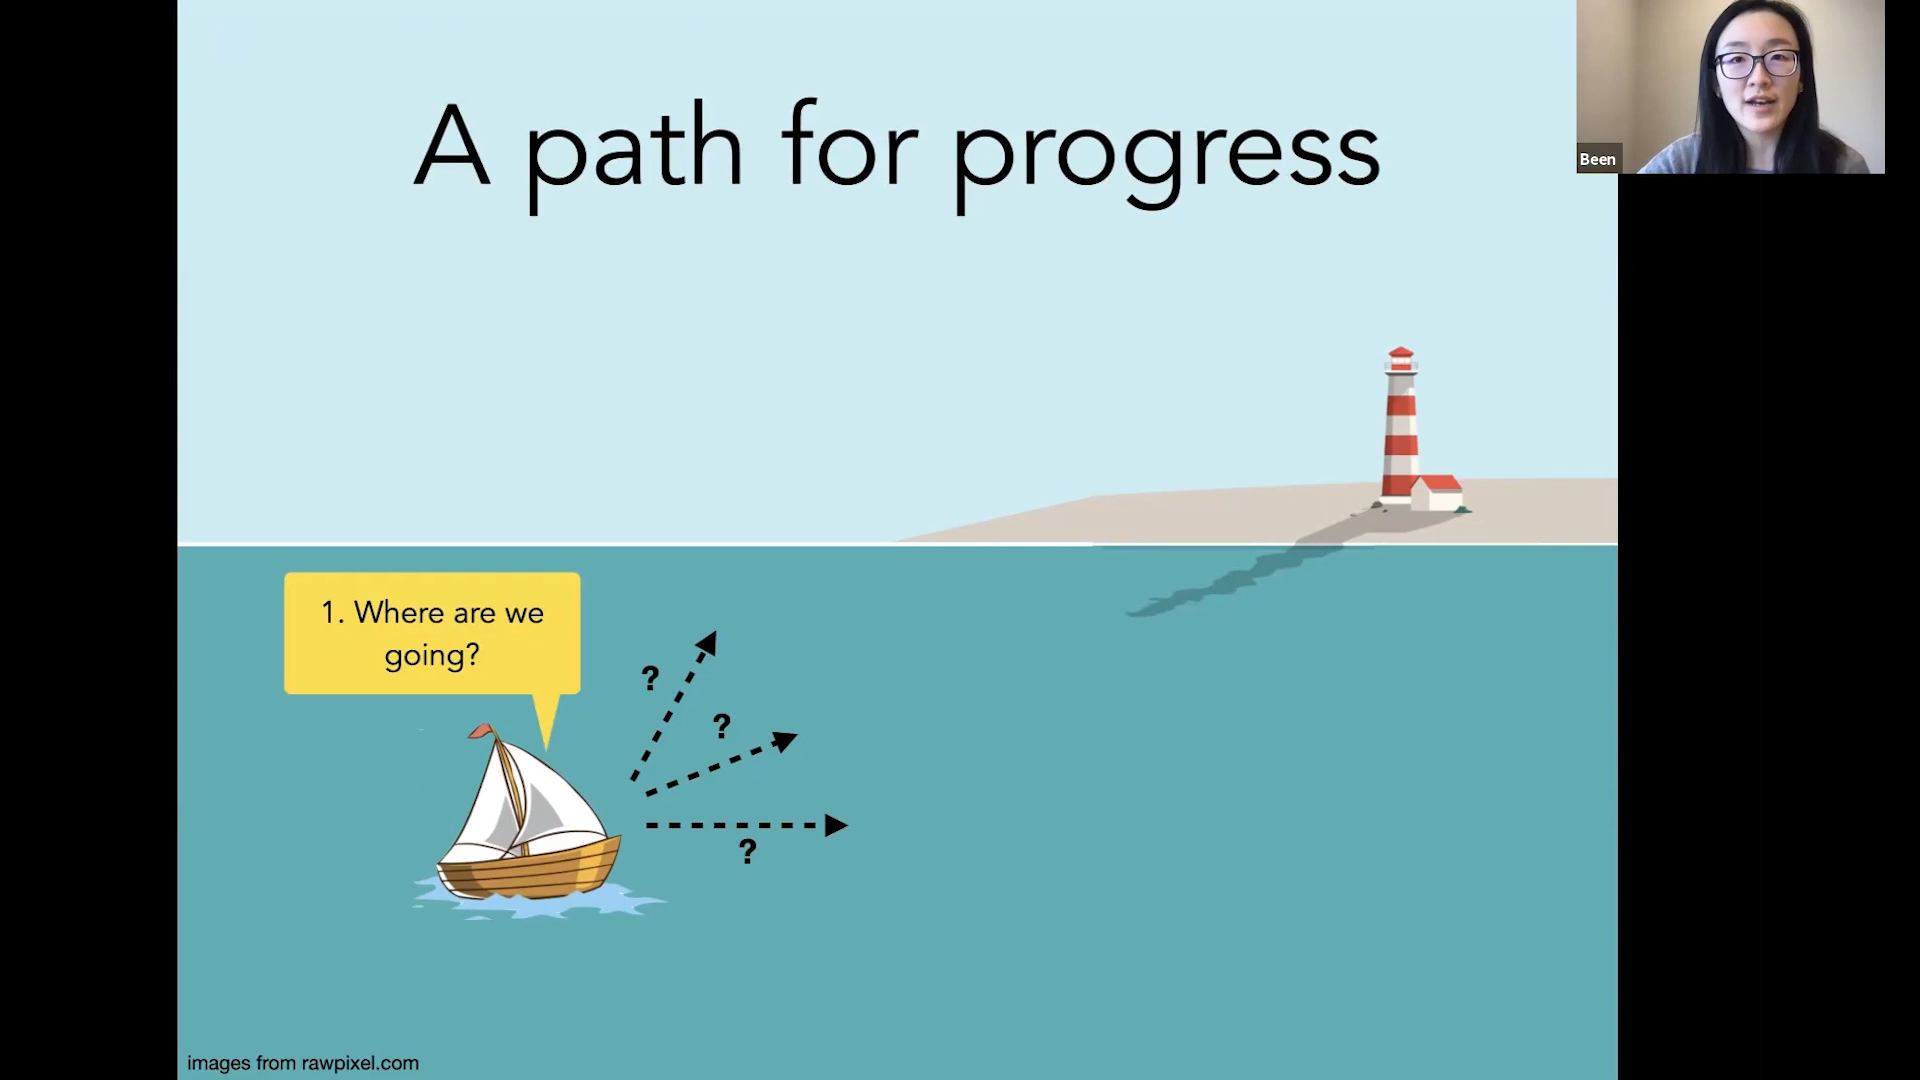 A path for progress
Been
1. Where are we
going?
?
?
?
images from rawpixel.com